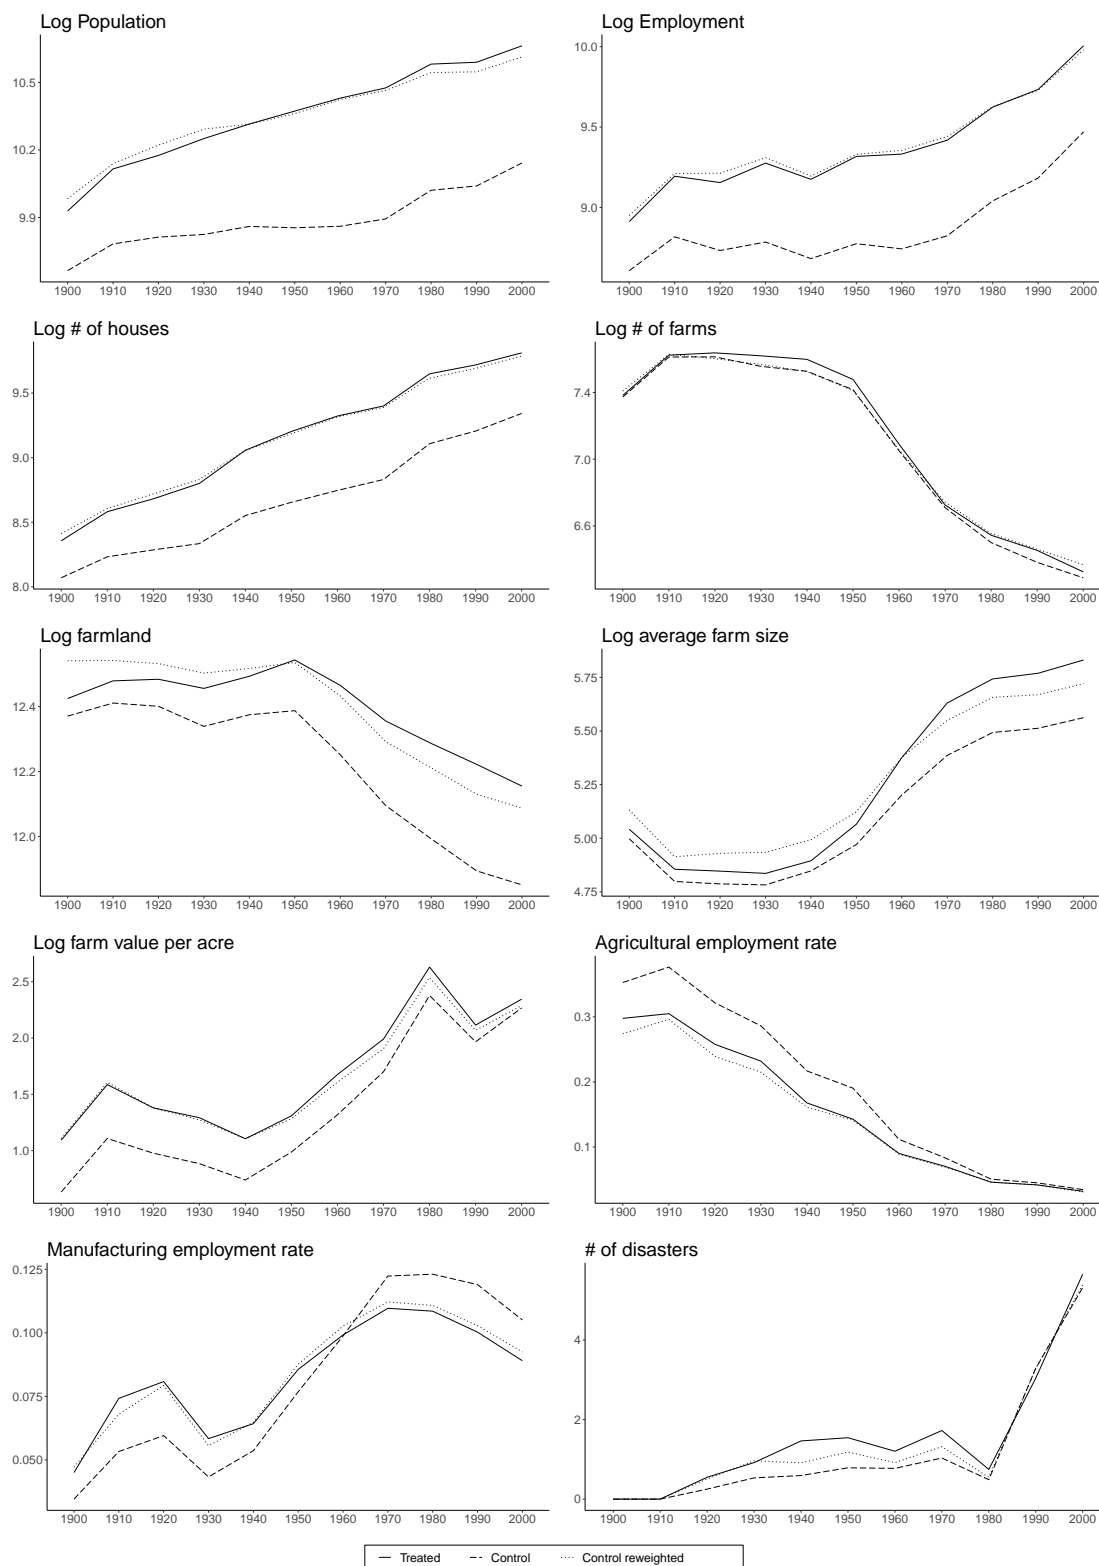 Log Population
10.5
10.2
9.9
1900 1910 1920 1930 1940 1950 1960 1970 1980 1990 2000
Log Employment
10.0
9.5
9.0
1900 1910 1920 1930 1940 1950 1960 1970 1980 1990 2000
Log # of houses
9.5
9.0
8.5
8.0
1900 1910 1920 1930 1940 1950 1960 1970 1980 1990 2000
Log # of farms
7.4
7.0
6.6
1900 1910 1920 1930 1940 1950 1960 1970 1980 1990 2000
Log farmland
12.4
12.2
12.0
1900 1910 1920 1930 1940 1950 1960 1970 1980 1990 2000
Log average farm size
5.75
5.50
5.25
5.00
4.75
1900 1910 1920 1930 1940 1950 1960 1970 1980 1990 2000
Log farm value per acre
2.5
2.0
1.5
1.0
1900 1910 1920 1930 1940 1950 1960 1970 1980 1990 2000
Agricultural employment rate
0.3
0.2
0.1
1900 1910 1920 1930 1940 1950 1960 1970 1980 1990 2000
Manufacturing employment rate
0.125
0.100
0.075
0.050
1900 1910 1920 1930 1940 1950 1960 1970 1980 1990 2000
# of disasters
4
2
0
1900 1910 1920 1930 1940 1950 1960 1970 1980 1990 2000
Treated Control Control reweighted